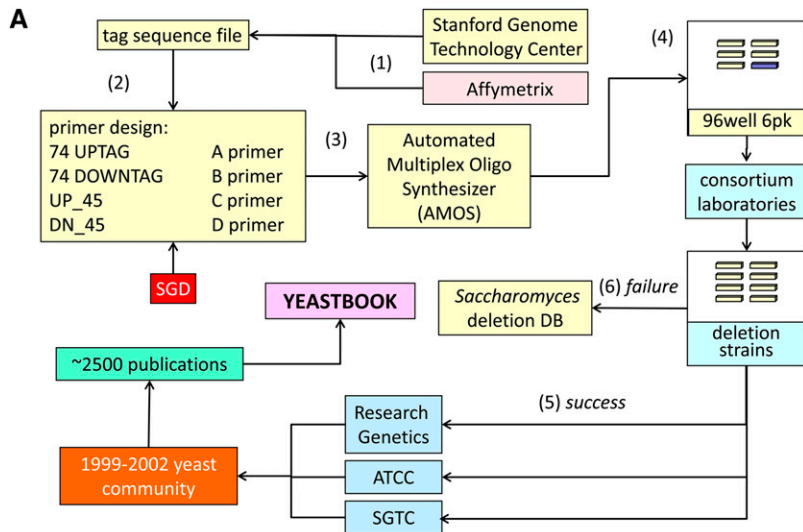 A
tag sequence file
(1)
Stanford Genome
Technology Center
Affymetrix
(2)
primer design:
74 UPTAG A primer
74 DOWNTAG B primer
UP_45 C primer
DN_45 D primer
(3)
Automated
Multiplex Oligo
Synthesizer
(AMOS)
(4)
96well 6pk
consortium
laboratories
SGD
YEASTBOOK
Saccharomyces
deletion DB
(6) failure
deletion
strains
~2500 publications
(5) success
Research
Genetics
1999-2002 yeast
community
ATCC
SGTC